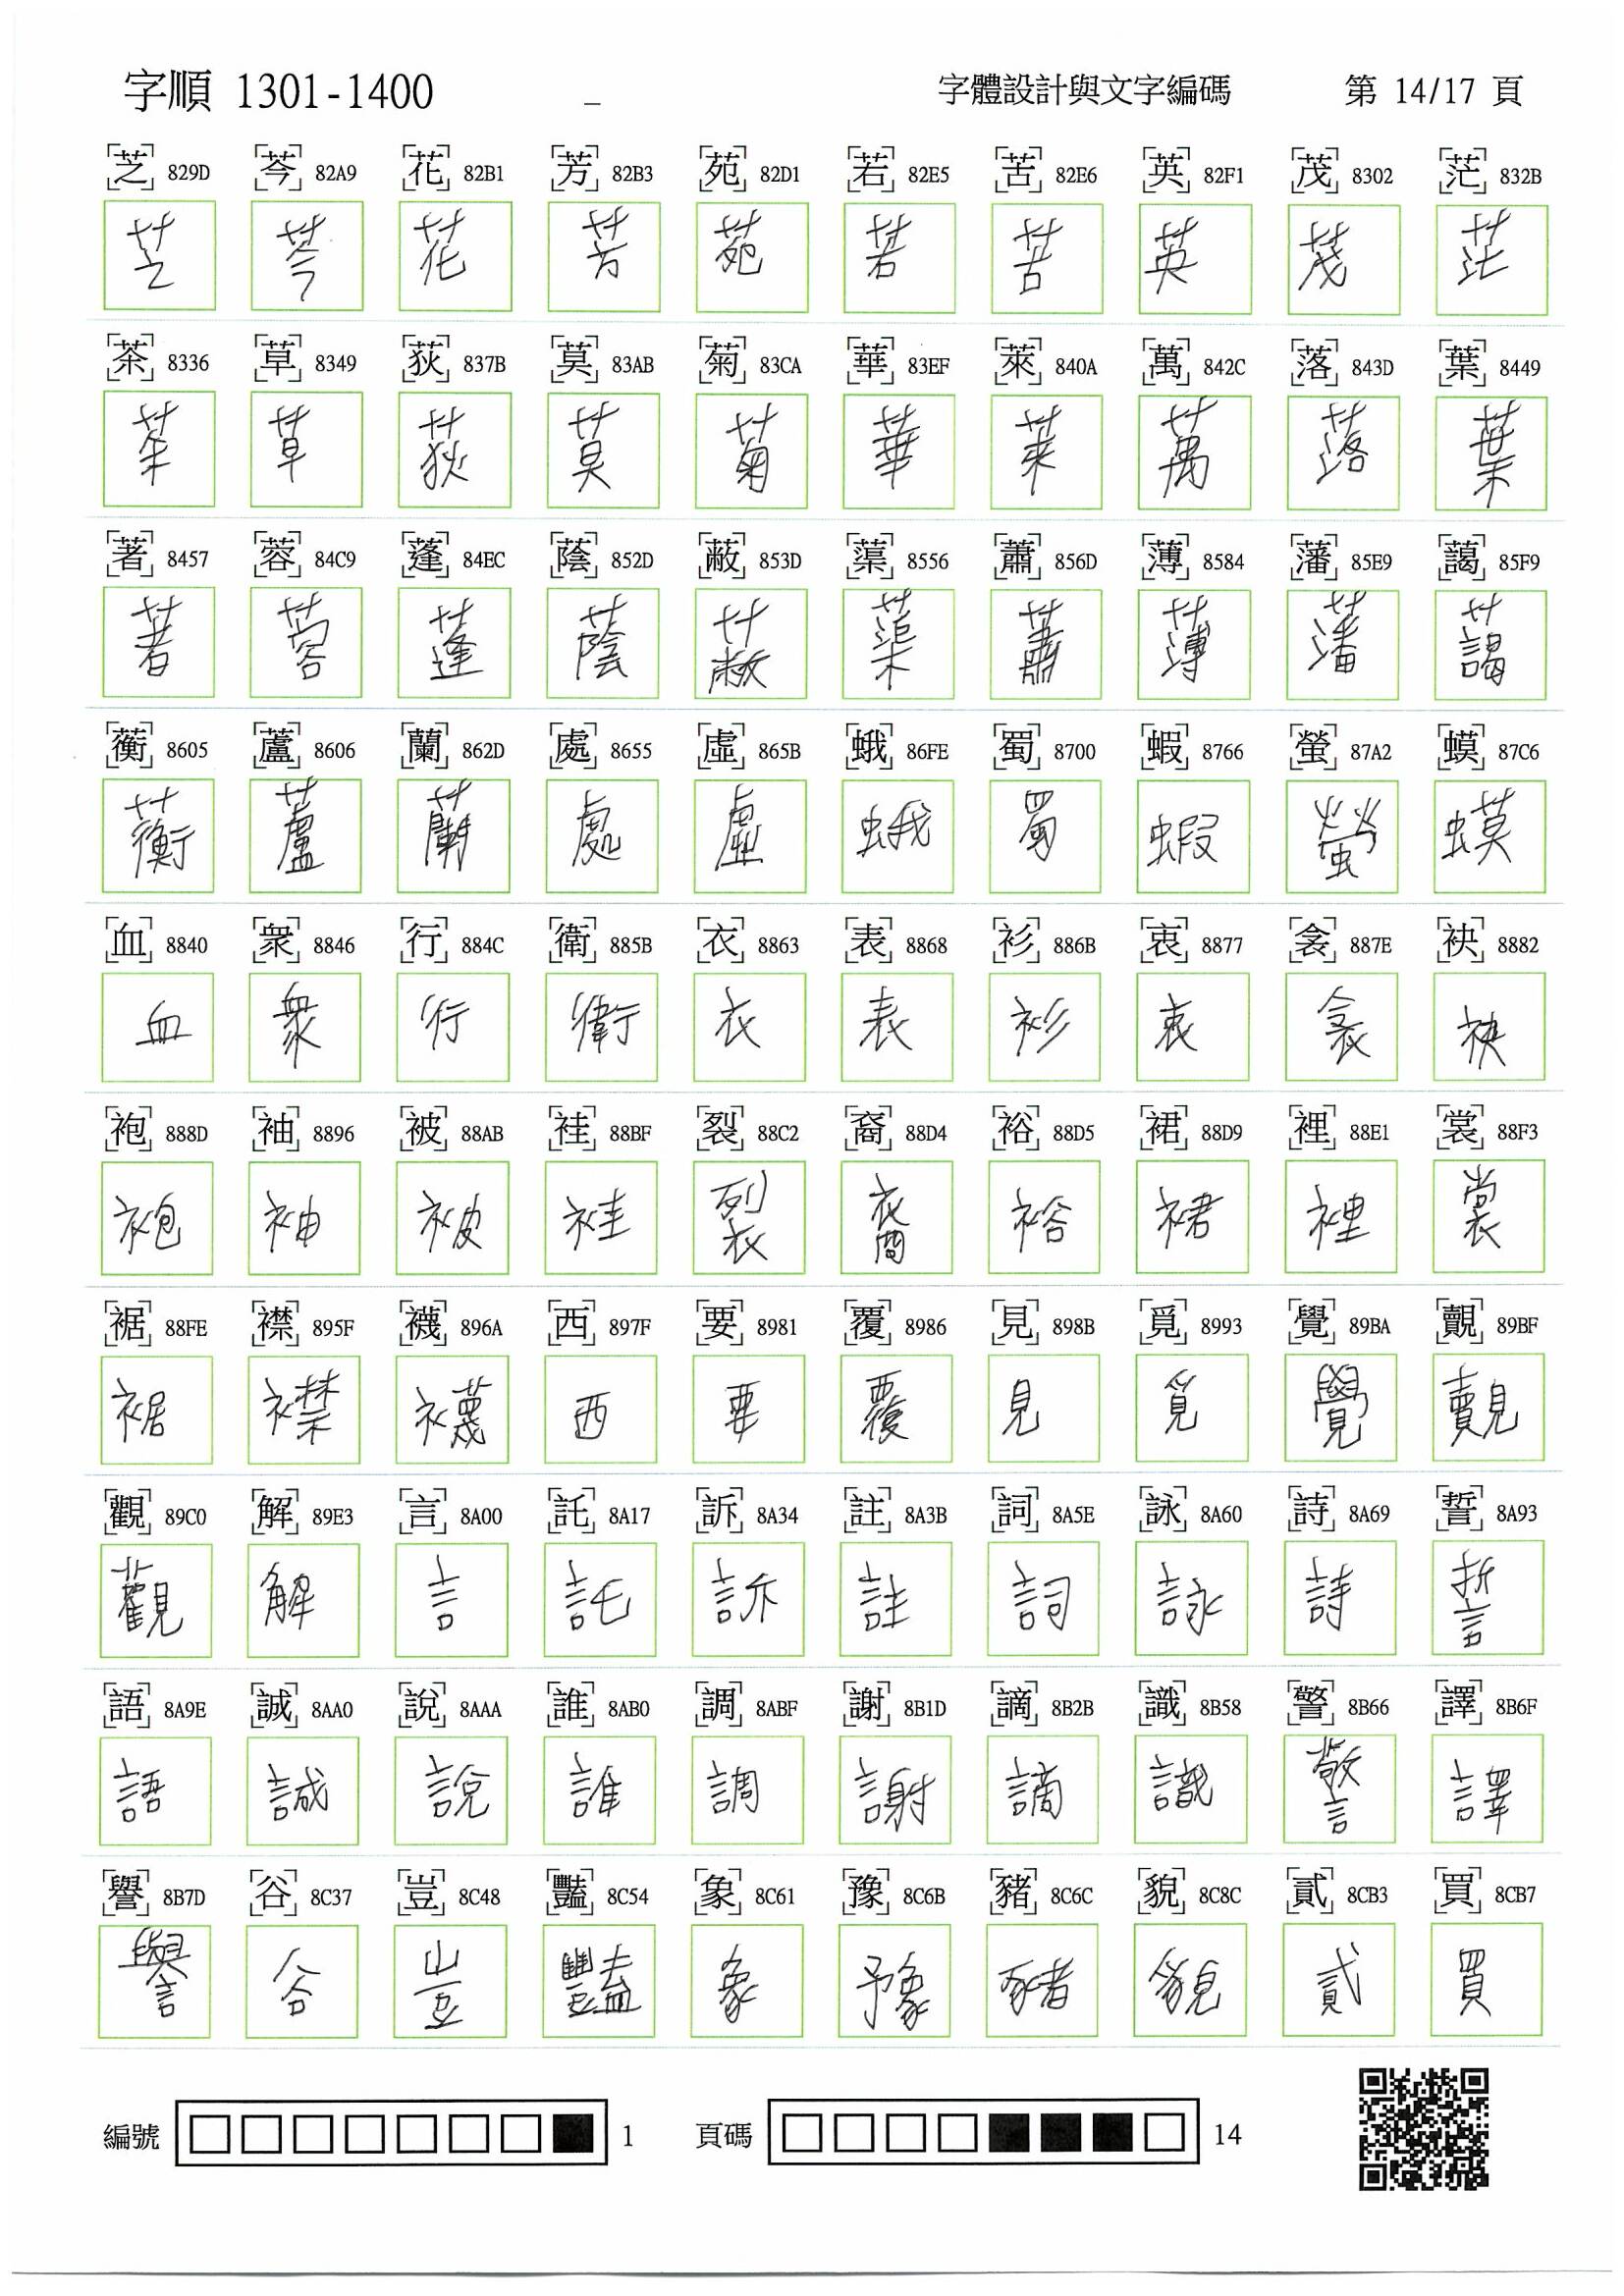 字順 1301-1400 _ 字體設計與文字編碼 第 14/17 頁
芝 829D 芩 82A9 花 82B1 芳 82B3 苑 82D1 若 82E5 苦 82E6 英 82F1 茂 8302 茫 832B
芝 芩 花 芳 苑 若 苦 英 茂 茫
茶 8336 草 8349 荻 837B 莫 83AB 菊 83CA 華 83EF 萊 840A 萬 842C 落 843D 葉 8449
茶 草 荻 莫 菊 華 萊 萬 落 葉
著 8457 蓉 84C9 蓬 84EC 蔭 852D 蔽 853D 蕖 8556 蕭 856D 薄 8584 藩 85E9 藹 85F9
著 蓉 蓬 蔭 蔽 蕖 蕭 薄 藩 藹
蘅 8605 蘆 8606 蘭 862D 處 8655 虛 865B 蛾 86FE 蜀 8700 蝦 8766 螢 87A2 蟆 87C6
蘅 蘆 蘭 處 虛 蛾 蜀 蝦 螢 蟆
血 8840 衆 8846 行 884C 衛 885B 衣 8863 表 8868 衫 886B 衷 8877 衾 887E 袂 8882
血 衆 行 衛 衣 表 衫 衷 衾 袂
袍 888D 袖 8896 被 88AB 袿 88BF 裂 88C2 裔 88D4 裕 88D5 裙 88D9 裡 88E1 裳 88F3
袍 袖 被 袿 裂 裔 裕 裙 裡 裳
裾 88FE 襟 895F 襪 896A 西 897F 要 8981 覆 8986 見 898B 覓 8993 覺 89BA 覿 89BF
裾 襟 襪 西 要 覆 見 覓 覺 覿
觀 89C0 解 89E3 言 8A00 託 8A17 訴 8A34 註 8A3B 詞 8A5E 詠 8A60 詩 8A69 誓 8A93
觀 解 言 託 訴 註 詞 詠 詩 誓
語 8A9E 誠 8AA0 說 8AAA 誰 8AB0 調 8ABF 謝 8B1D 謫 8B2B 識 8B58 警 8B66 譯 8B6F
語 誠 說 誰 調 謝 謫 識 警 譯
譽 8B7D 谷 8C37 豈 8C48 豔 8C54 象 8C61 豫 8C6B 豬 8C6C 貌 8C8C 貳 8CB3 買 8CB7
譽 谷 豈 豔 象 豫 豬 貌 貳 買
編號 1 頁碼 14